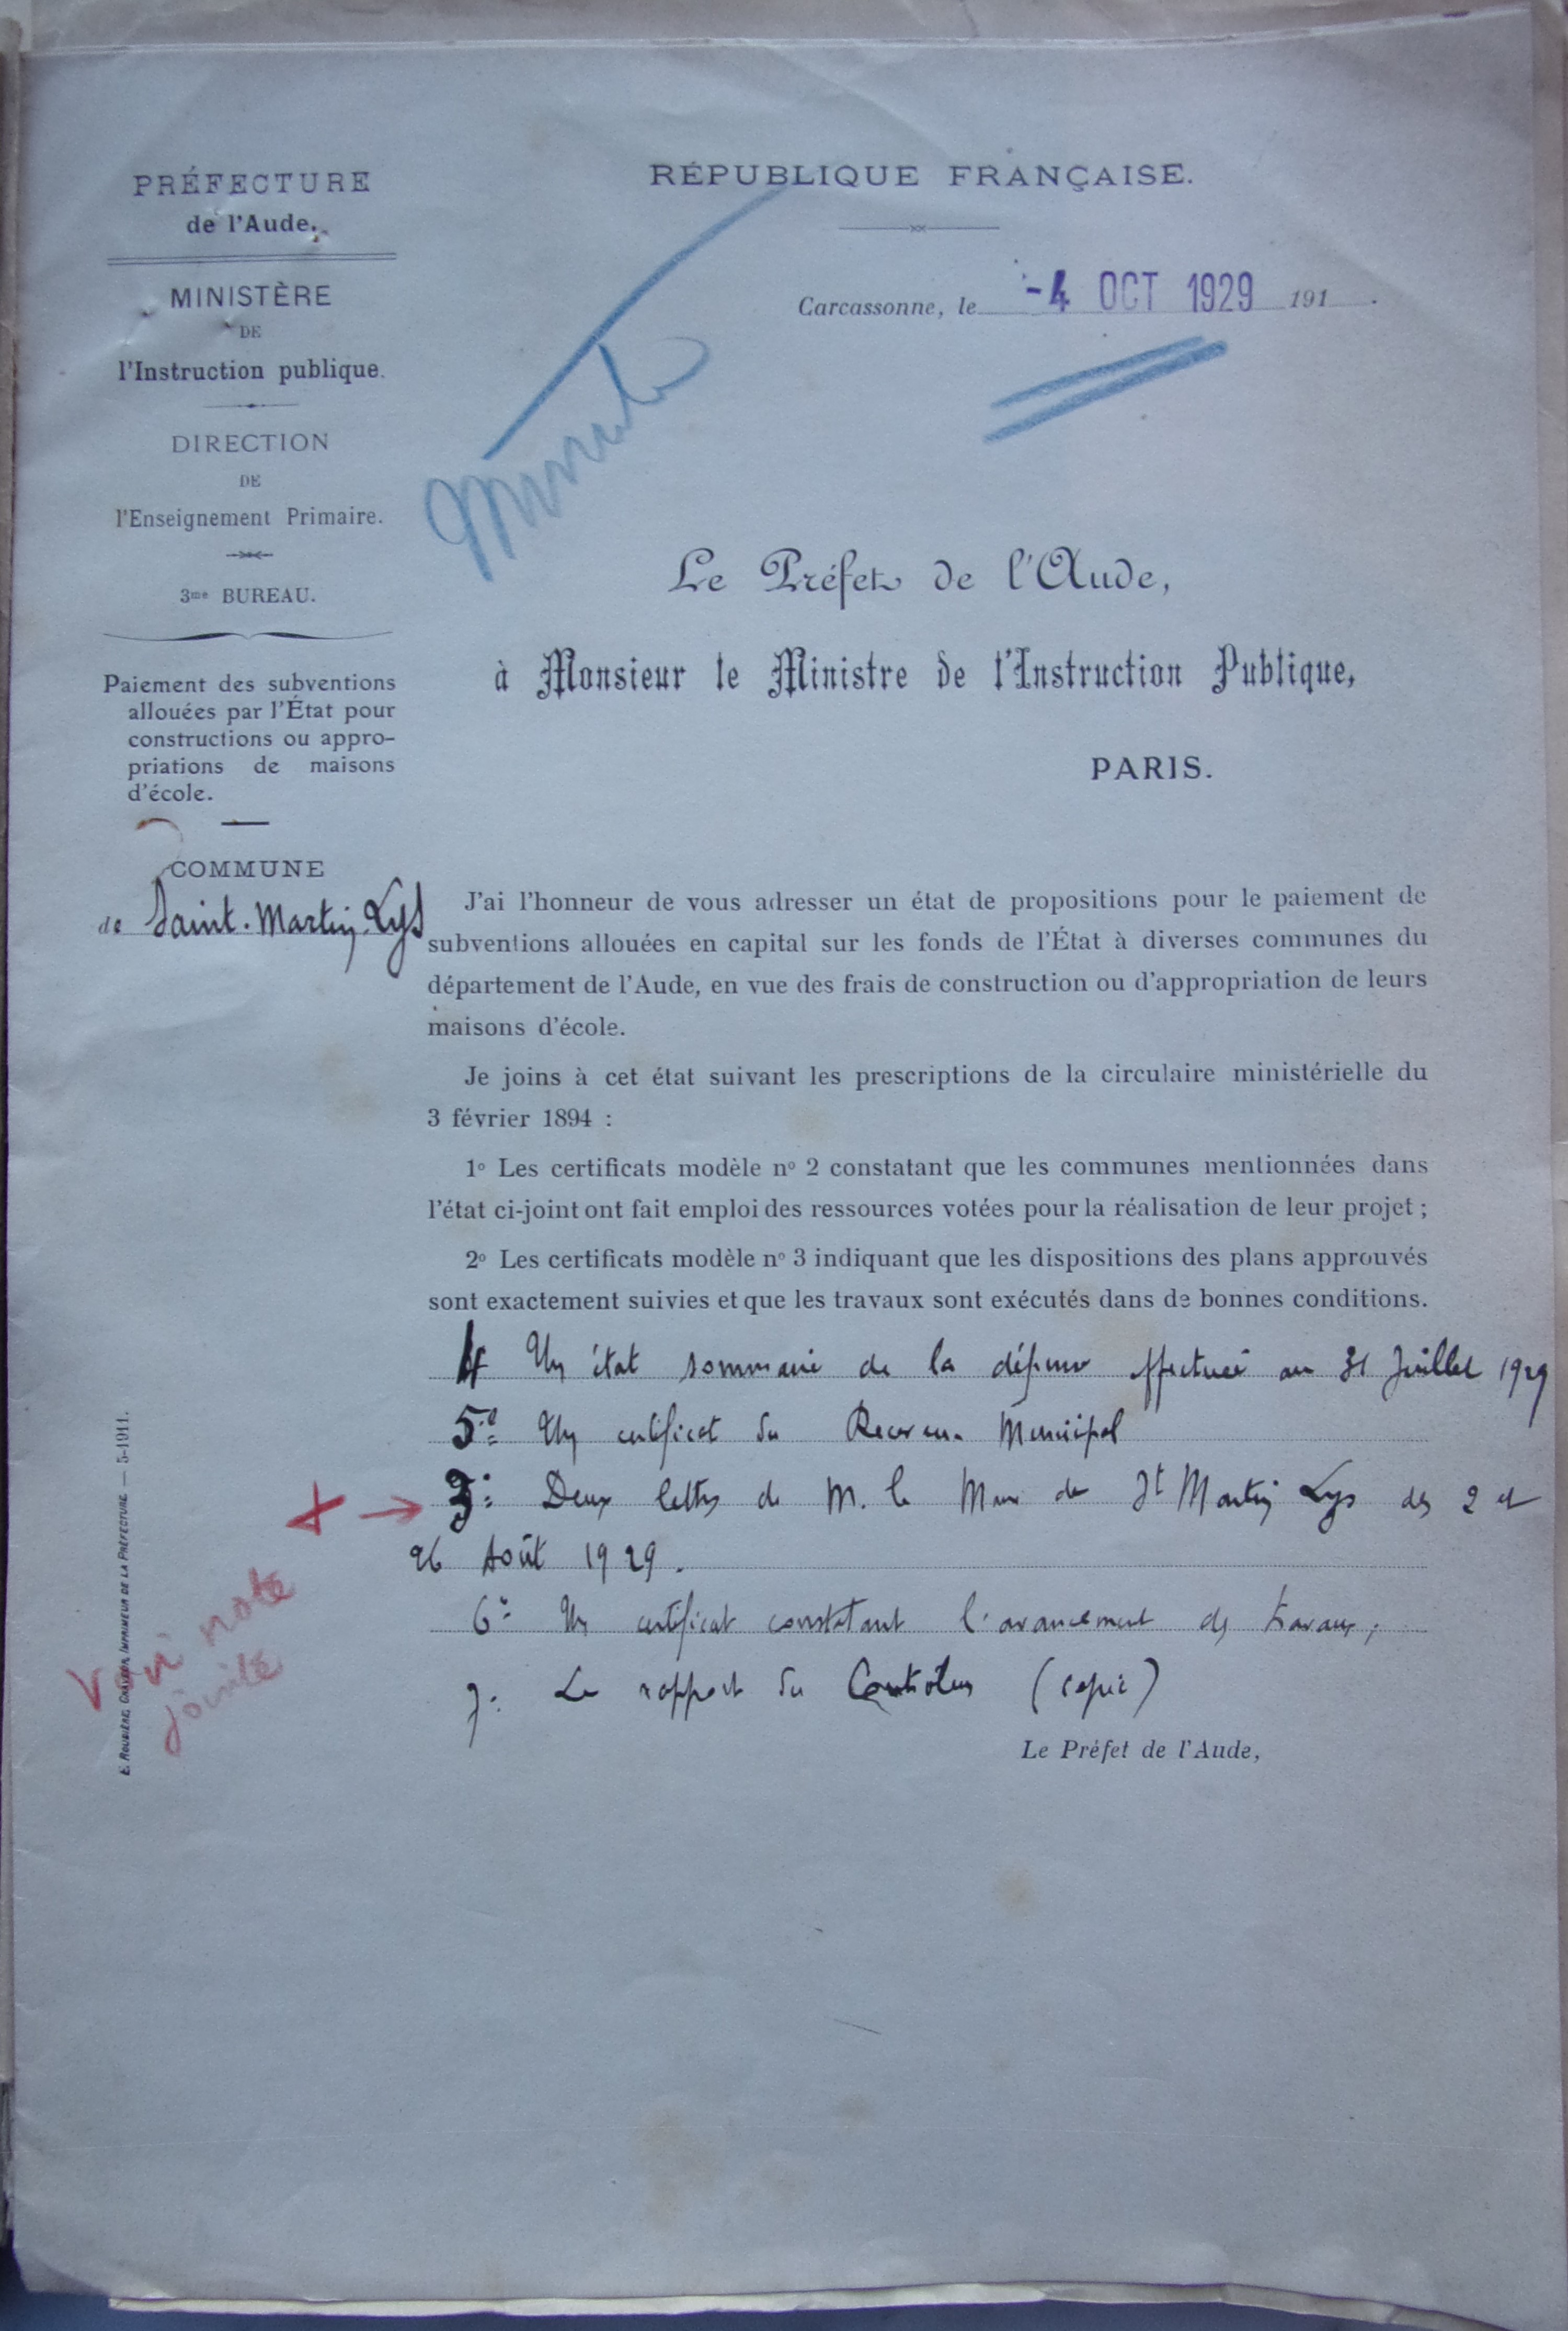 PRÉFECTURE
de l'Aude.
MINISTÈRE
DE
l'Instruction publique.
DIRECTION
DE
l'Enseignement Primaire.
3me BUREAU.
Paiement des subventions
allouées par l'État pour
constructions ou appro-
priations de maisons
d'école.
COMMUNE
de Saint-Martin-Lys
RÉPUBLIQUE FRANÇAISE.
Carcassonne, le -4 OCT 1929 191
Minute
Le Préfet de l'Aude,
à Monsieur le Ministre de l'Instruction Publique,
PARIS.
J'ai l'honneur de vous adresser un état de propositions pour le paiement de
subventions allouées en capital sur les fonds de l'État à diverses communes du
département de l'Aude, en vue des frais de construction ou d'appropriation de leurs
maisons d'école.
Je joins à cet état suivant les prescriptions de la circulaire ministérielle du
3 février 1894 :
1o Les certificats modèle no 2 constatant que les communes mentionnées dans
l'état ci-joint ont fait emploi des ressources votées pour la réalisation de leur projet ;
2o Les certificats modèle no 3 indiquant que les dispositions des plans approuvés
sont exactement suivies et que les travaux sont exécutés dans de bonnes conditions.
4 Un état sommaire de la dépense effectuée au 31 Juillet 1929
5o Un certificat du Receveur Municipal
3o Deux lettres de M. le Maire de St Martin Lys des 2 et
26 Août 1929.
6o Un certificat constatant l'avancement des travaux ;
7o Le rapport du Contrôleur (copie)
Le Préfet de l'Aude,
Voir note
jointe
E. ROUDIÈRE, IMPRIMEUR DE LA PRÉFECTURE. — 5-1911.